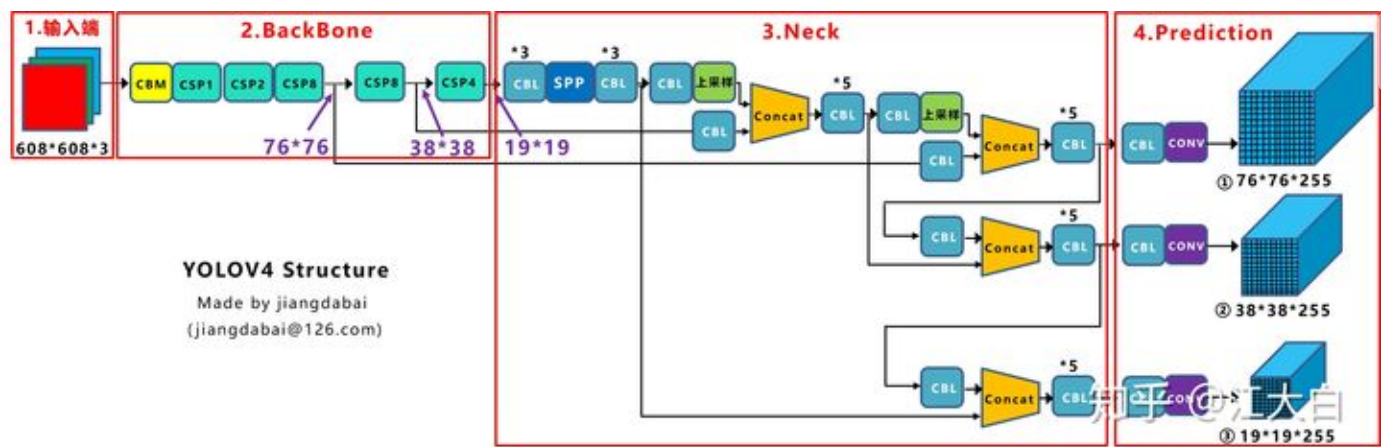 1.输入端
2.BackBone
3.Neck
4.Prediction
*3
*3
CBM
CSP1
CSP2
CSP8
CSP8
CSP4
CBL
SPP
CBL
CBL
上采样
*5
CBL
CBL
上采样
Concat
CBL
*5
CBL
Concat
CBL
CBL
CONV
608*608*3
76*76
38*38
19*19
①76*76*255
*5
CBL
Concat
CBL
CBL
CONV
②38*38*255
YOLOV4 Structure
Made by jiangdabai
(jiangdabai@126.com)
*5
CBL
Concat
CBL
CBL
CONV
③19*19*255
知乎 @江大白